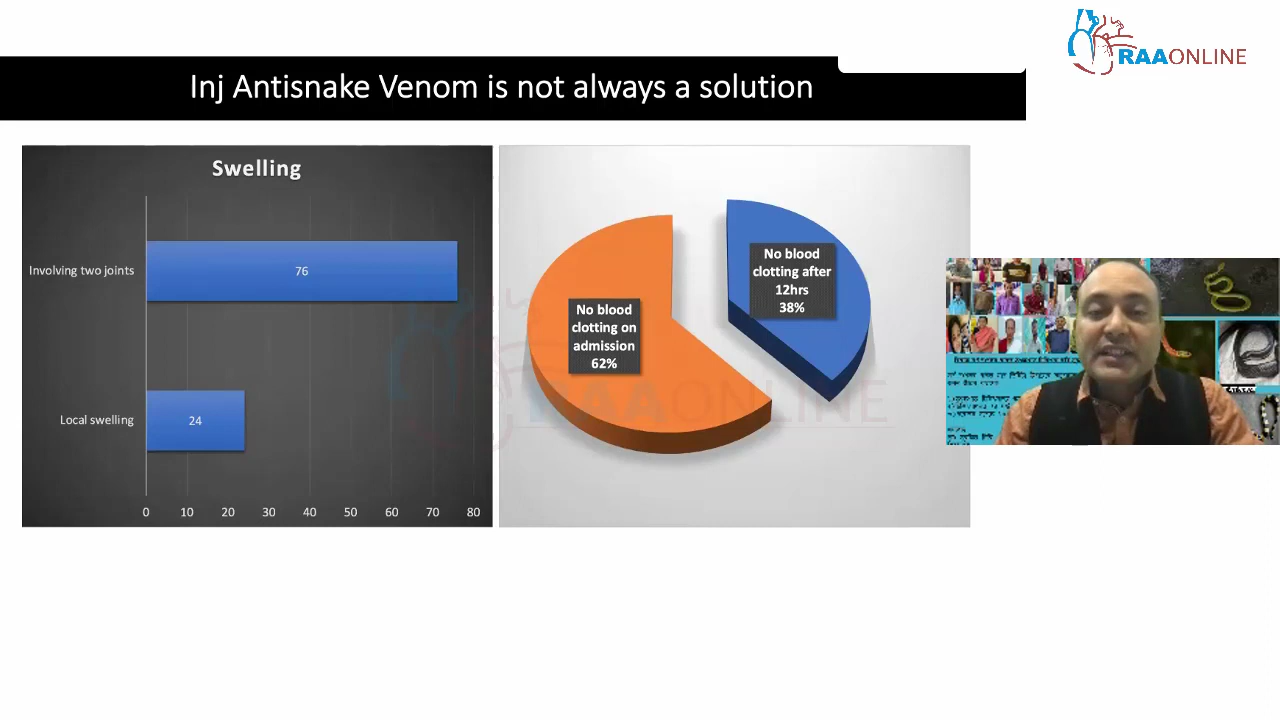 RAAONLINE
Inj Antisnake Venom is not always a solution
Swelling
Involving two joints
76
Local swelling
24
0 10 20 30 40 50 60 70 80
No blood
clotting on
admission
62%
No blood
clotting after
12hrs
38%
RAAONLINE